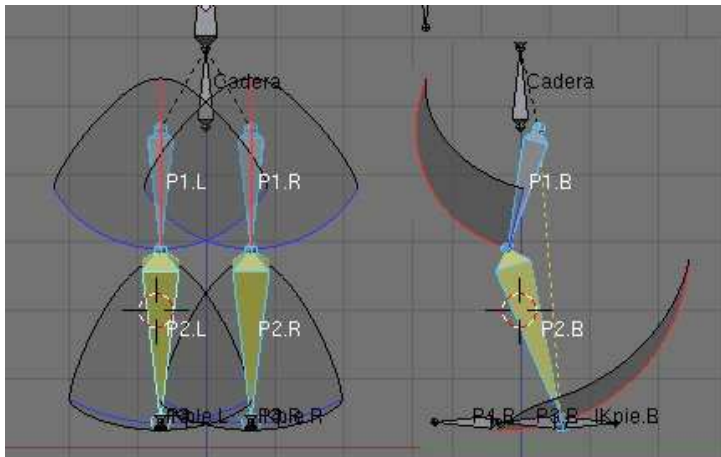 Cadera
Cadera
P1.L
P1.R
P1.B
P2.L
P2.R
P2.B
P4.R
P3.R
IKpie.B